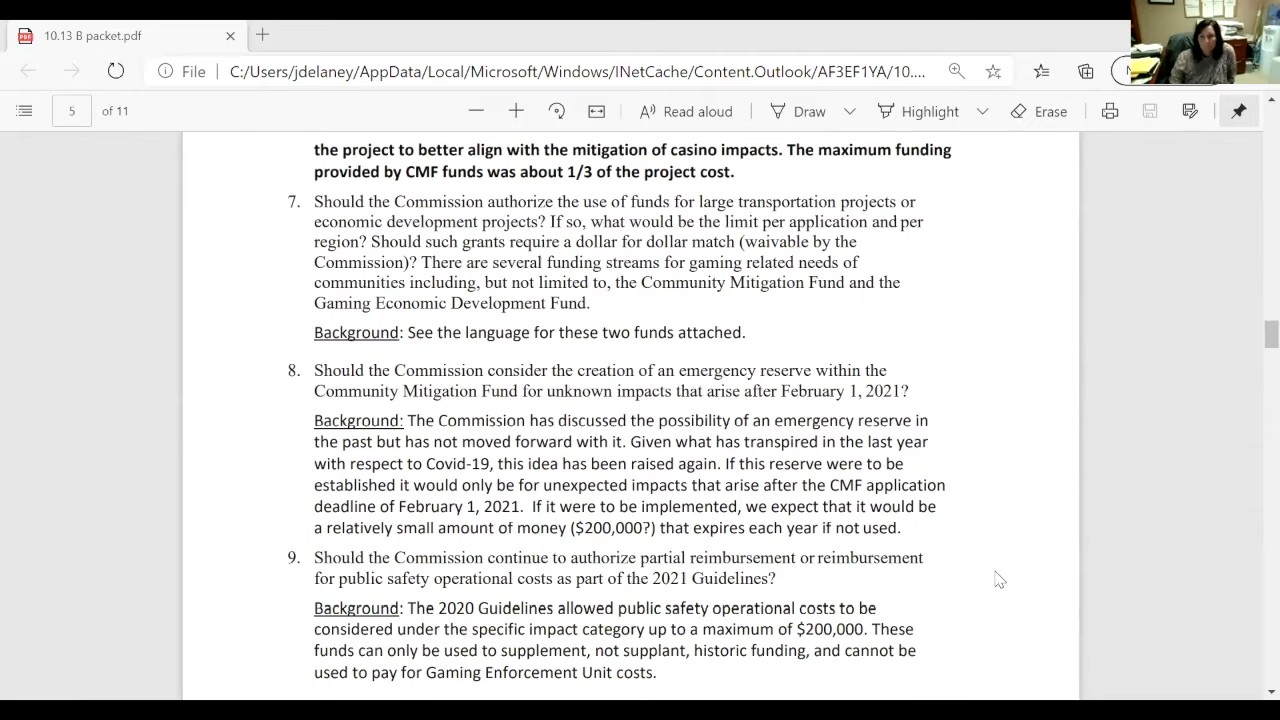 10.13 B packet.pdf
File C:/Users/jdelaney/AppData/Local/Microsoft/Windows/INetCache/Content.Outlook/AF3EF1YA/10....
5 of 11 Read aloud Draw Highlight Erase
the project to better align with the mitigation of casino impacts. The maximum funding
provided by CMF funds was about 1/3 of the project cost.
7. Should the Commission authorize the use of funds for large transportation projects or
economic development projects? If so, what would be the limit per application and per
region? Should such grants require a dollar for dollar match (waivable by the
Commission)? There are several funding streams for gaming related needs of
communities including, but not limited to, the Community Mitigation Fund and the
Gaming Economic Development Fund.
Background: See the language for these two funds attached.
8. Should the Commission consider the creation of an emergency reserve within the
Community Mitigation Fund for unknown impacts that arise after February 1, 2021?
Background: The Commission has discussed the possibility of an emergency reserve in
the past but has not moved forward with it. Given what has transpired in the last year
with respect to Covid-19, this idea has been raised again. If this reserve were to be
established it would only be for unexpected impacts that arise after the CMF application
deadline of February 1, 2021. If it were to be implemented, we expect that it would be
a relatively small amount of money ($200,000?) that expires each year if not used.
9. Should the Commission continue to authorize partial reimbursement or reimbursement
for public safety operational costs as part of the 2021 Guidelines?
Background: The 2020 Guidelines allowed public safety operational costs to be
considered under the specific impact category up to a maximum of $200,000. These
funds can only be used to supplement, not supplant, historic funding, and cannot be
used to pay for Gaming Enforcement Unit costs.